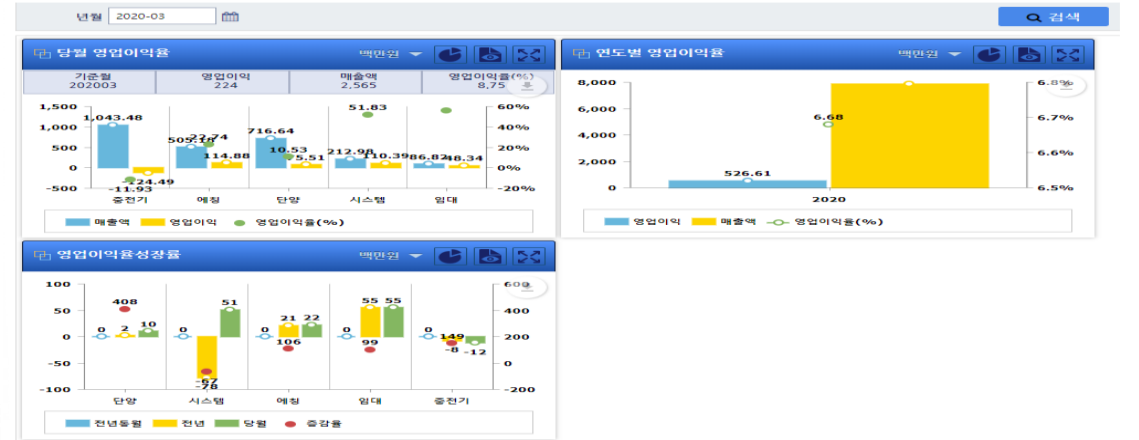 년월 2020-03 검색
당월 영업이익율 백만원
기준월 영업이익 매출액 영업이익률(%)
202003 224 2,565 8,75
1,500 51.83 60%
1,043.48
1,000 716.64 40%
505.18 22.74
500 114.88 10.53 75.51 212.98 110.39 86.82 48.34 20%
0 0%
-124.49
-500 -11.93 -20%
중전기 에칭 단양 시스템 임대
매출액 영업이익 영업이익율(%)
연도별 영업이익율 백만원
8,000 6.8%
6,000 6.68 6.7%
4,000
2,000 526.61 6.6%
0 6.5%
2020
영업이익 매출액 영업이익률(%)
영업이익율성장률 백만원
100 600
408 51 55 55
50 0 2 10 0 0 21 22 0 0 400
0 106 99 149 200
-8 -12
-50 0
-67
-78
-100 -200
단양 시스템 에칭 임대 중전기
전년동월 전년 당월 증감율